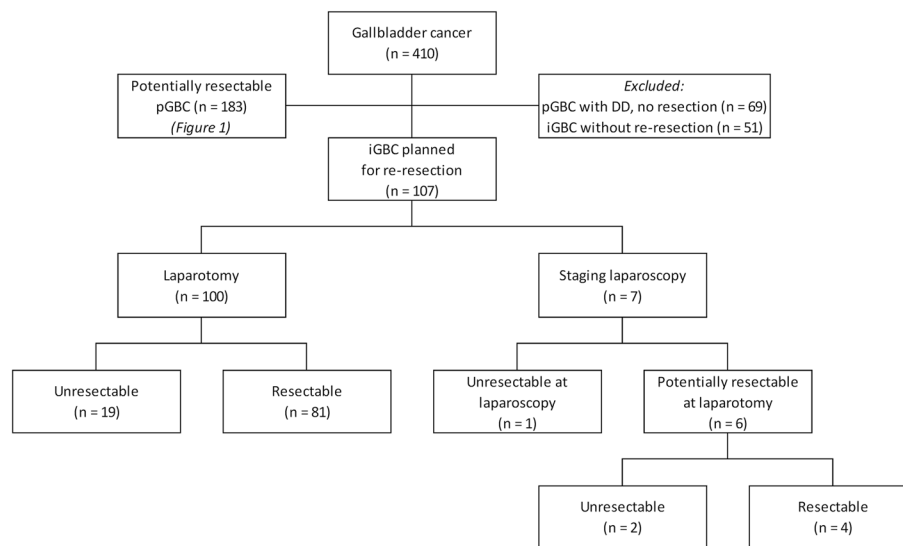 Gallbladder cancer
(n = 410)
Potentially resectable
pGBC (n = 183)
(Figure 1)
Excluded:
pGBC with DD, no resection (n = 69)
iGBC without re-resection (n = 51)
iGBC planned
for re-resection
(n = 107)
Laparotomy
(n = 100)
Staging laparoscopy
(n = 7)
Unresectable
(n = 19)
Resectable
(n = 81)
Unresectable at
laparoscopy
(n = 1)
Potentially resectable
at laparotomy
(n = 6)
Unresectable
(n = 2)
Resectable
(n = 4)